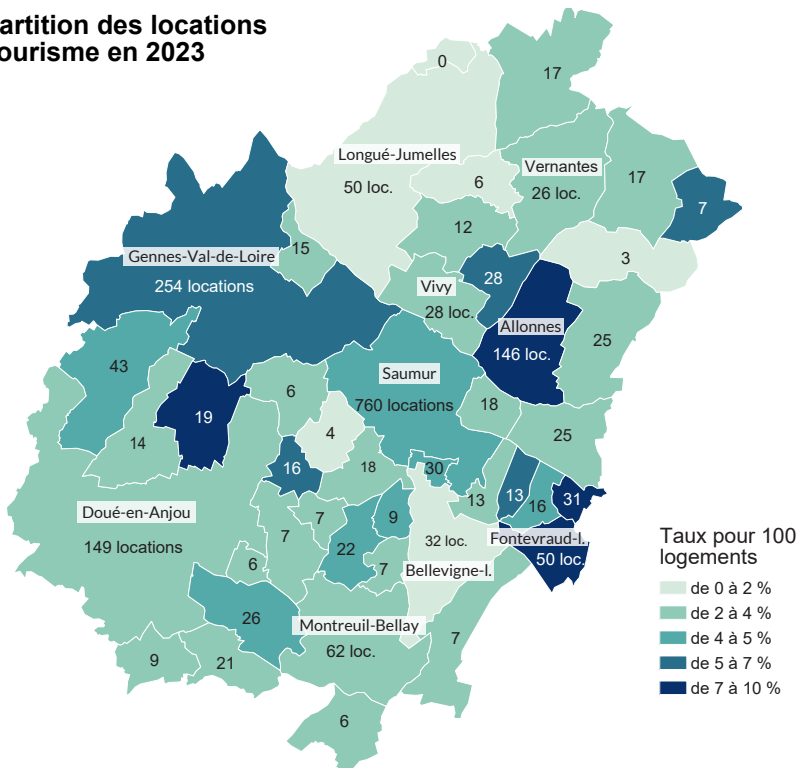 artition des locations
ourisme en 2023
0
17
Longué-Jumelles
50 loc.
6
Vernantes
26 loc.
17
7
12
15
Gennes-Val-de-Loire
254 locations
3
28
Vivy
28 loc.
Allonnes
146 loc.
25
43
Saumur
760 locations
6
18
19
4
14
25
16
18
30
13
13
16
31
Doué-en-Anjou
149 locations
7
7
9
22
7
6
32 loc.
Bellevigne-l.
Fontevraud-l.
50 loc.
26
Montreuil-Bellay
62 loc.
7
9
21
6
Taux pour 100
logements
de 0 à 2 %
de 2 à 4 %
de 4 à 5 %
de 5 à 7 %
de 7 à 10 %